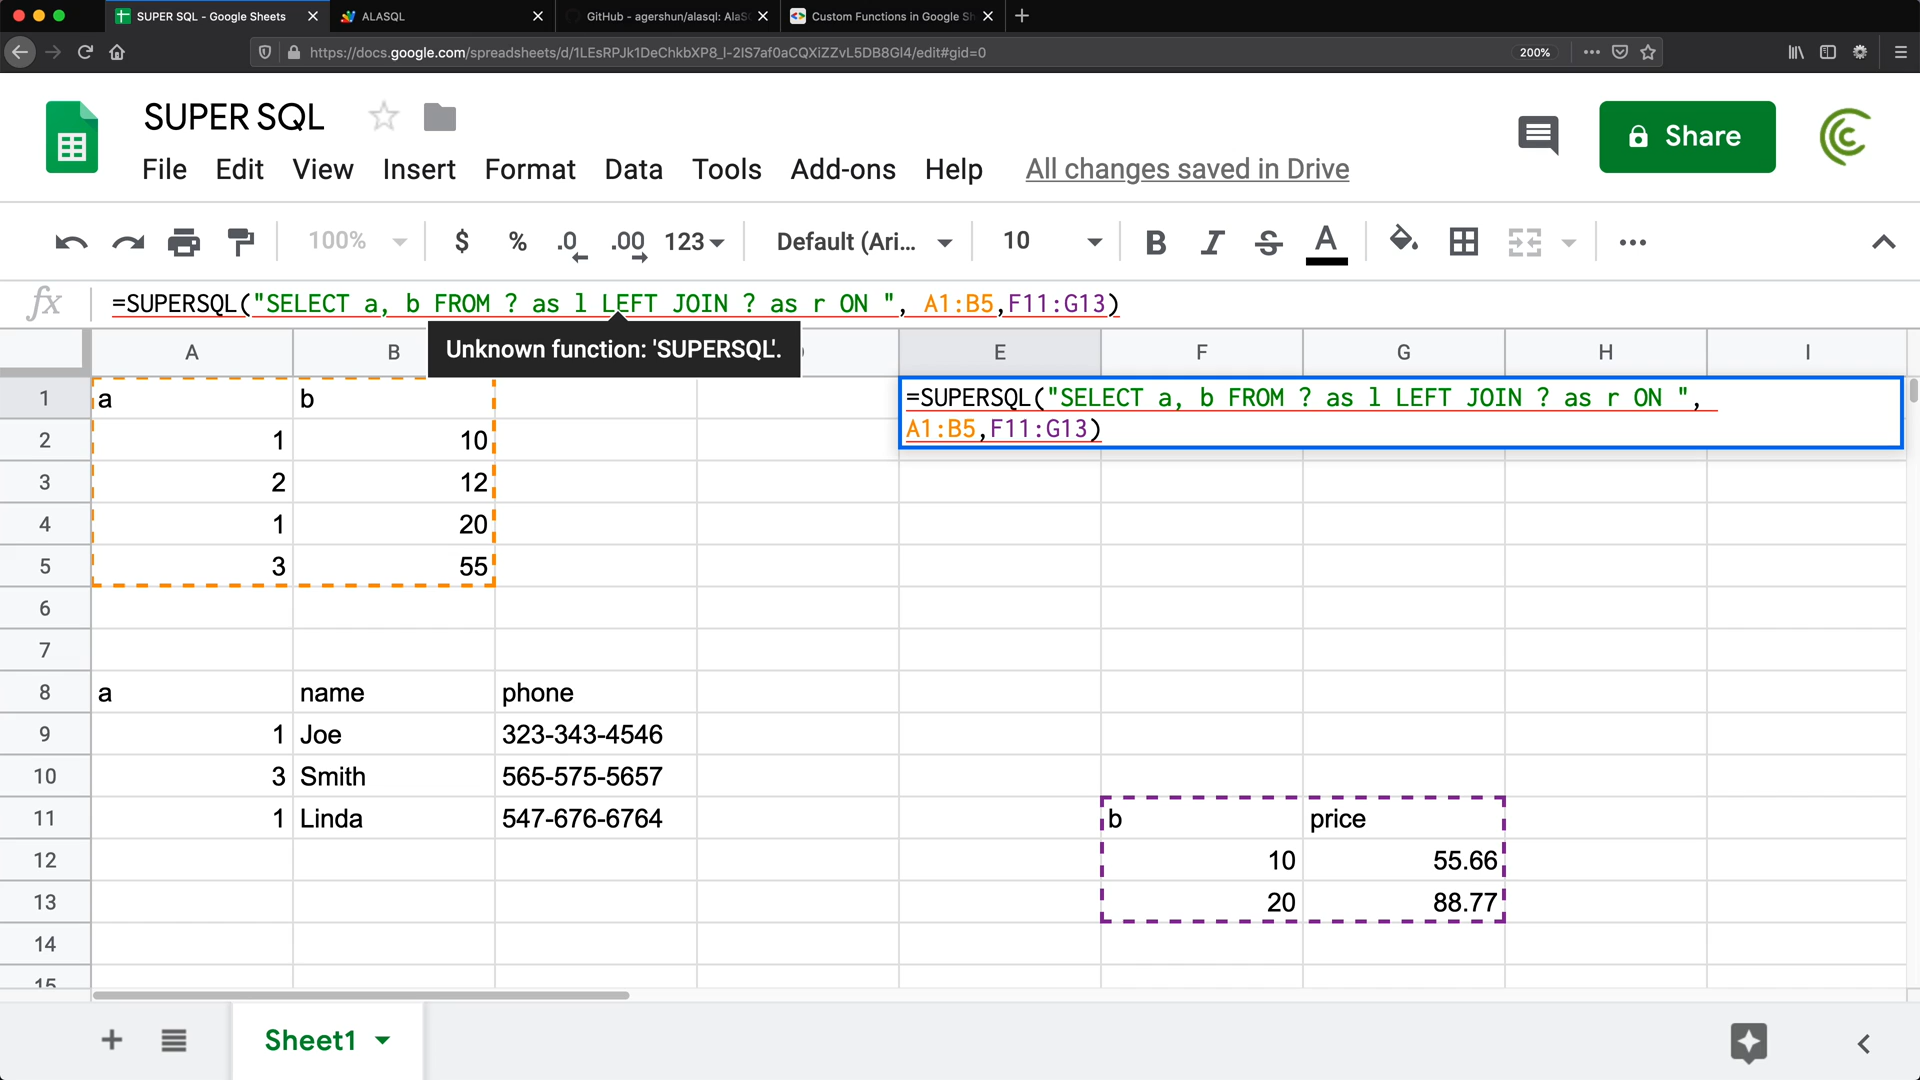 SUPER SQL - Google Sheets
ALASQL
GitHub - agershun/alasql: AlaS
Custom Functions in Google Sh
https://docs.google.com/spreadsheets/d/1LEsRPJk1DeChkbXP8_l-2IS7af0aCQXiZZvL5DB8Gl4/edit#gid=0
200%
SUPER SQL
Share
File Edit View Insert Format Data Tools Add-ons Help All changes saved in Drive
100% $ % .0 .00 123 Default (Ari... 10 B I S A
fx =SUPERSQL("SELECT a, b FROM ? as l LEFT JOIN ? as r ON ", A1:B5,F11:G13)
Unknown function: 'SUPERSQL'.
A B E F G H I
1 a b =SUPERSQL("SELECT a, b FROM ? as l LEFT JOIN ? as r ON ",
A1:B5,F11:G13)
2 1 10
3 2 12
4 1 20
5 3 55
6
7
8 a name phone
9 1 Joe 323-343-4546
10 3 Smith 565-575-5657
11 1 Linda 547-676-6764 b price
12 10 55.66
13 20 88.77
14
15
Sheet1